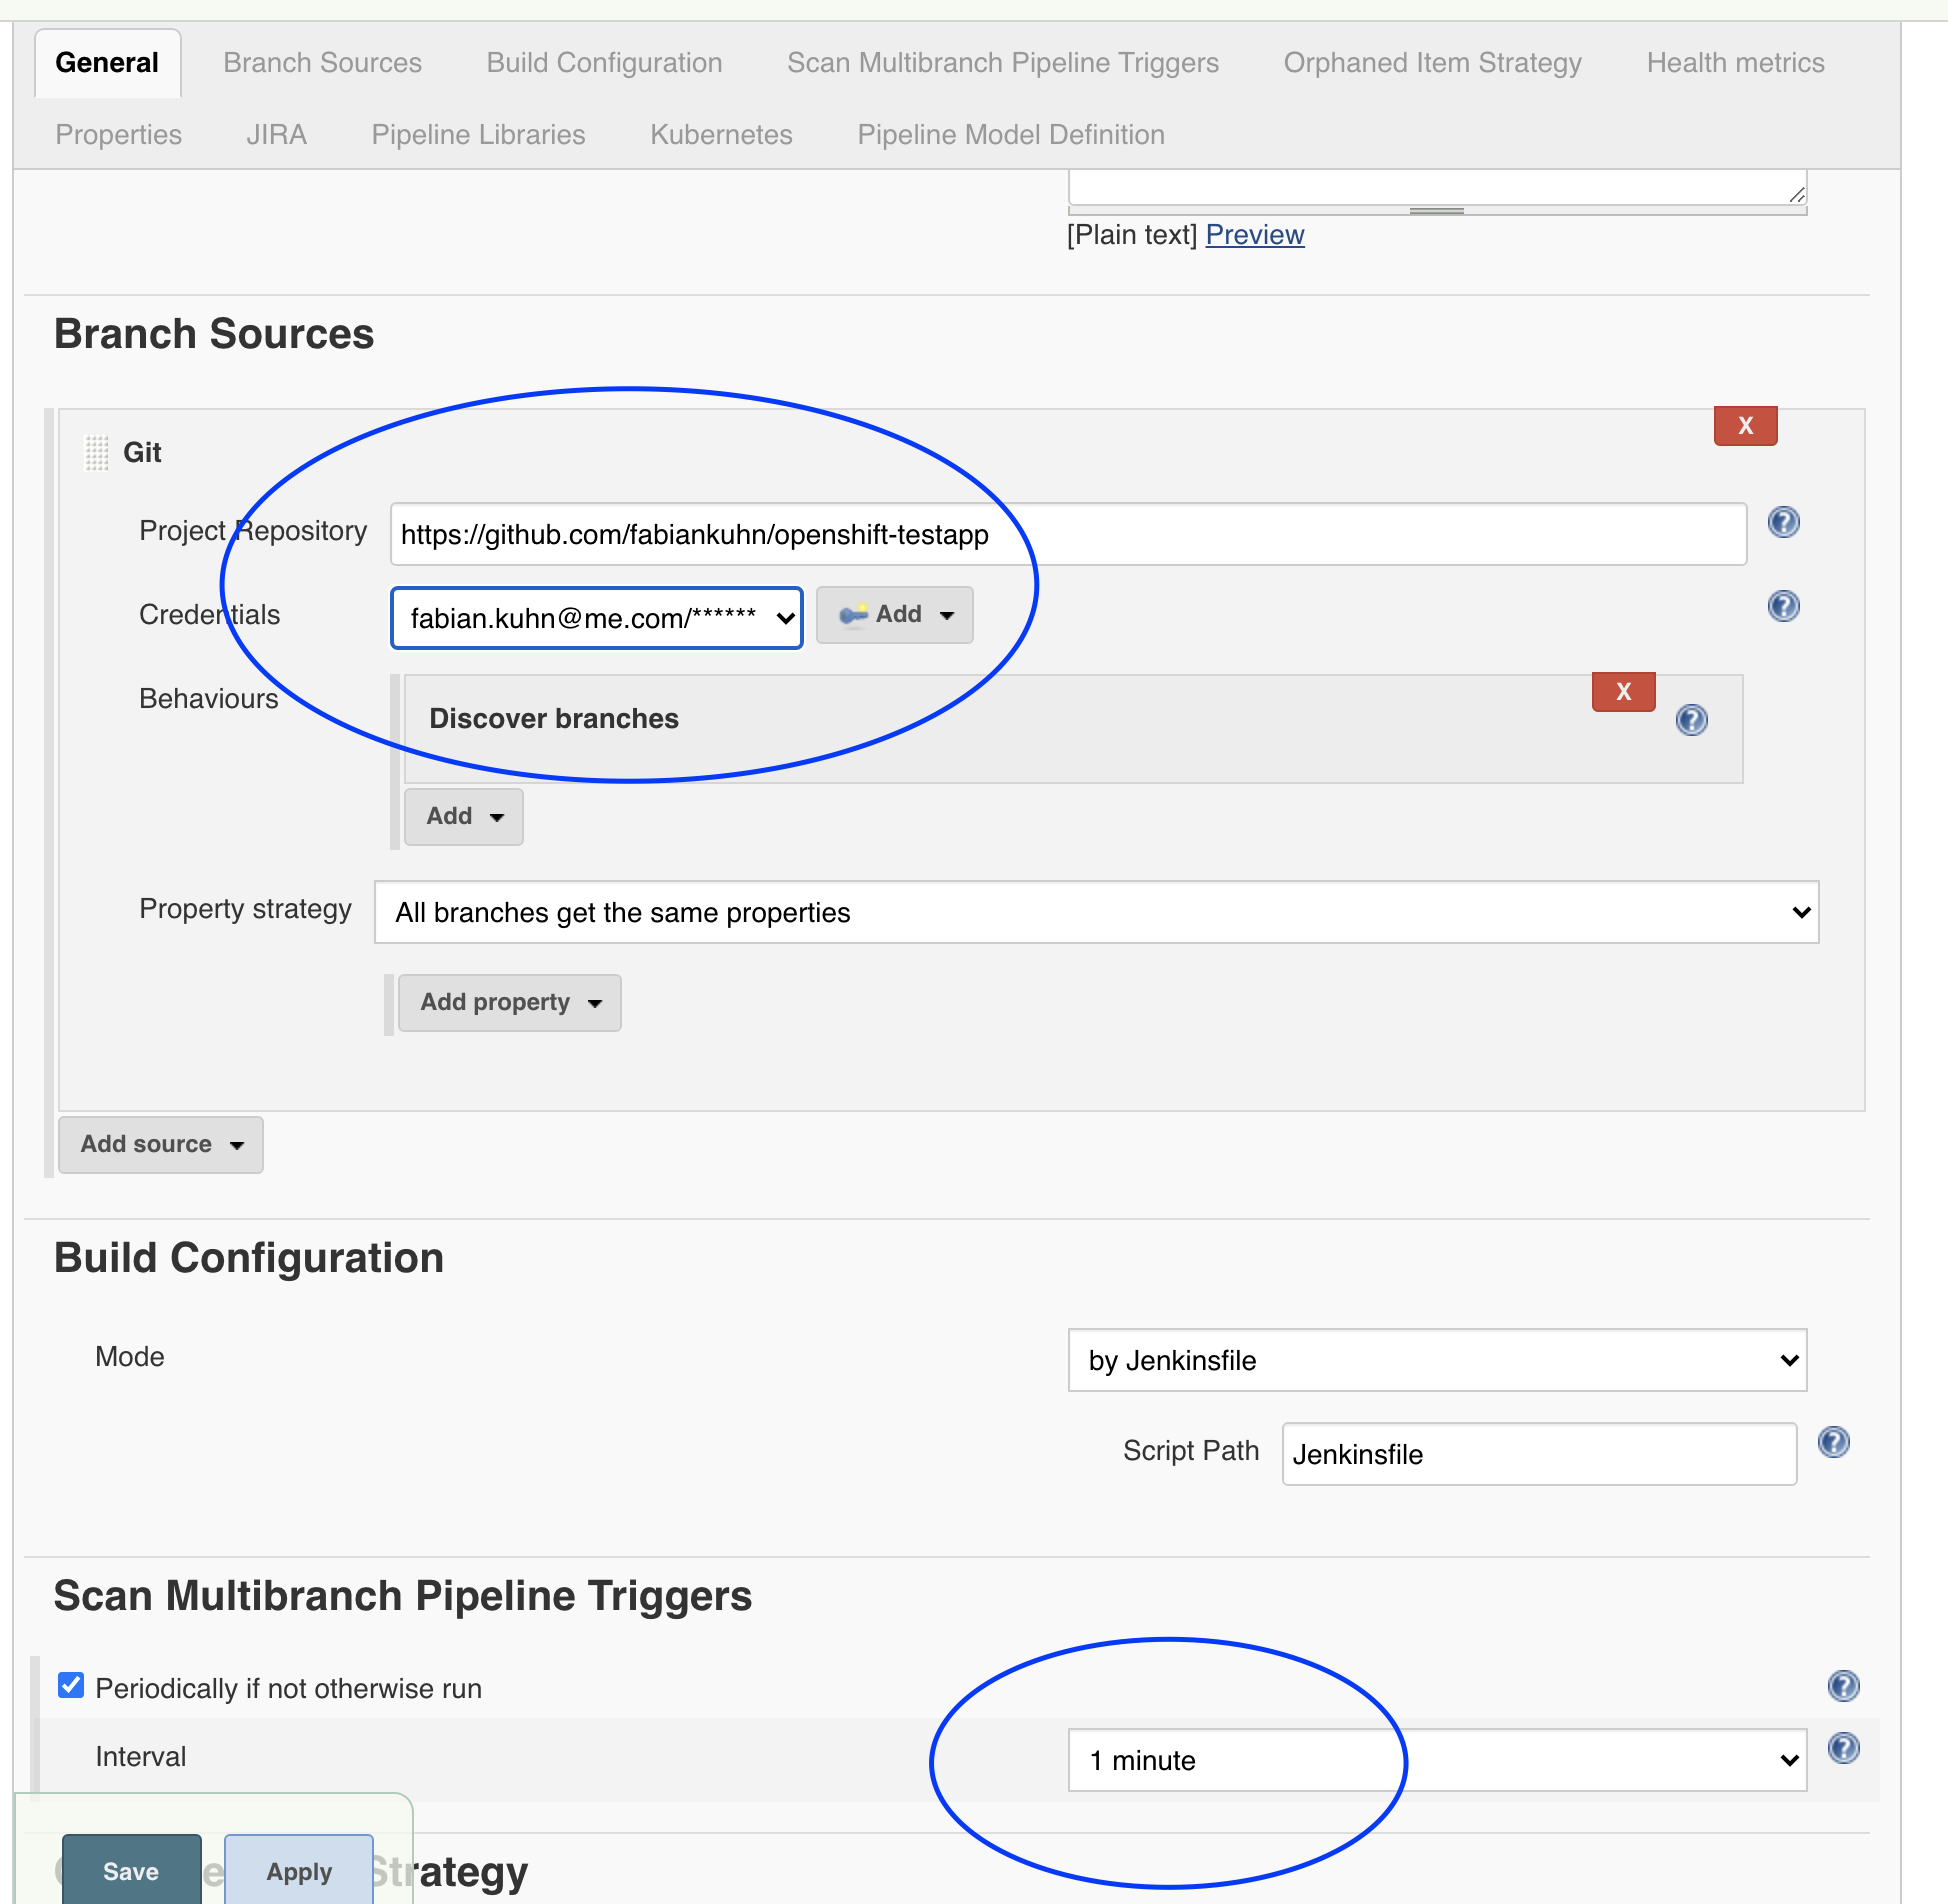 General Branch Sources Build Configuration Scan Multibranch Pipeline Triggers Orphaned Item Strategy Health metrics
Properties JIRA Pipeline Libraries Kubernetes Pipeline Model Definition
[Plain text] Preview
Branch Sources
X
Git
Project Repository https://github.com/fabiankuhn/openshift-testapp ?
Credentials fabian.kuhn@me.com/****** Add ?
Behaviours Discover branches X ?
Add
Property strategy All branches get the same properties
Add property
Add source
Build Configuration
Mode by Jenkinsfile
Script Path Jenkinsfile ?
Scan Multibranch Pipeline Triggers
Periodically if not otherwise run ?
Interval 1 minute ?
Save Apply Strategy